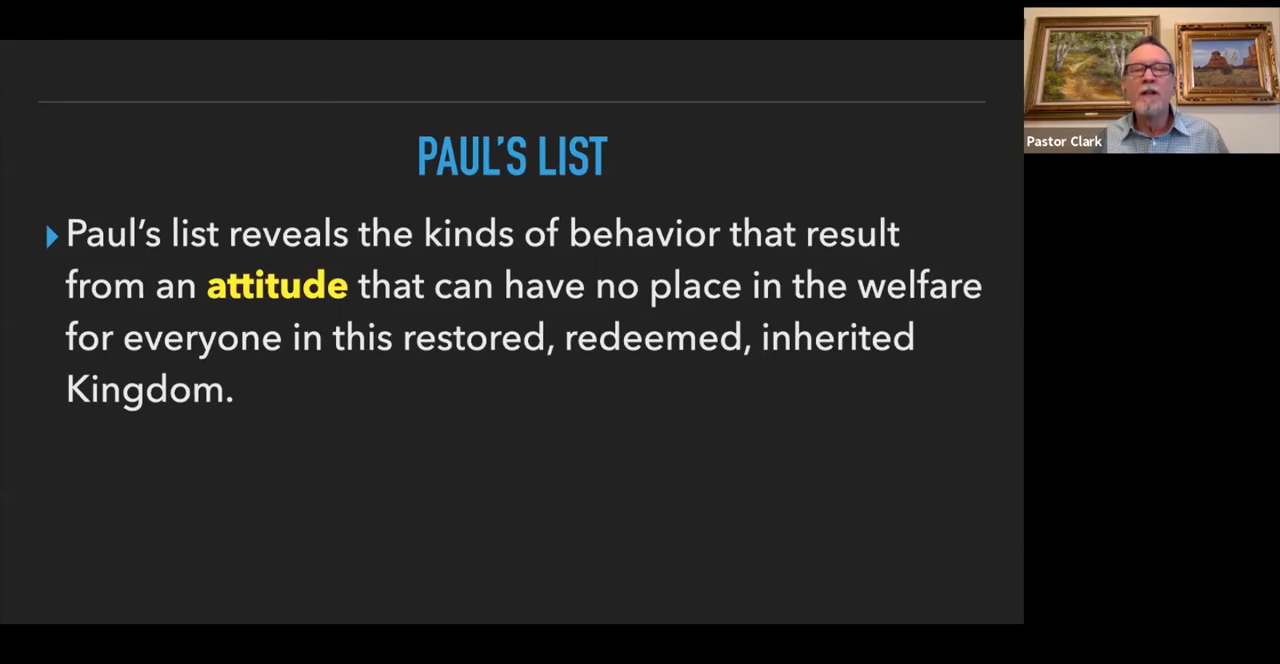 PAUL’S LIST
Paul’s list reveals the kinds of behavior that result
from an attitude that can have no place in the welfare
for everyone in this restored, redeemed, inherited
Kingdom.
Pastor Clark